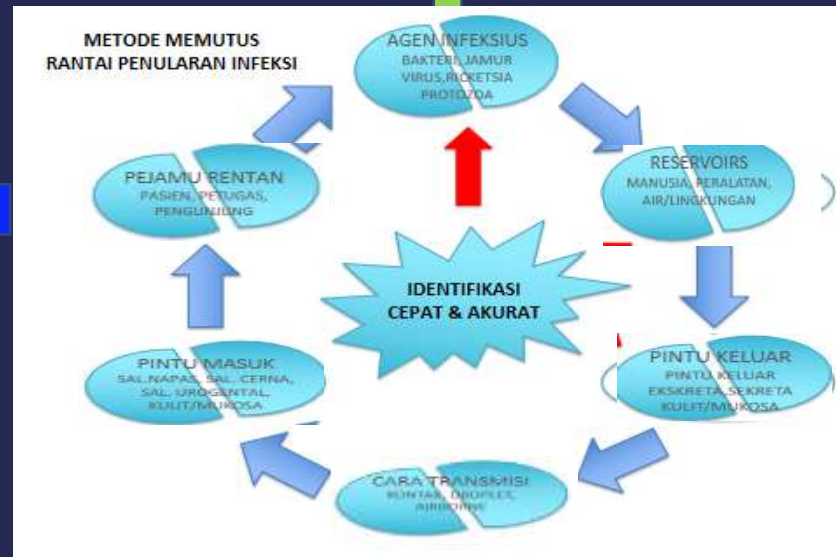 METODE MEMUTUS
RANTAI PENULARAN INFEKSI
AGEN INFEKSIUS
BAKTERI, JAMUR
VIRUS,RICKETSIA
PROTOZOA
RESERVOIRS
MANUSIA, PERALATAN,
AIR/LINGKUNGAN
PINTU KELUAR
PINTU KELUAR
EKSKRETA,SEKRETA
KULIT/MUKOSA
CARA TRANSMISI
KONTAK, DROPLET,
AIRBORNE
PINTU MASUK
SAL.NAPAS, SAL. CERNA,
SAL. UROGENTAL,
KULIT/MUKOSA
PEJAMU RENTAN
PASIEN, PETUGAS,
PENGUNJUNG
IDENTIFIKASI
CEPAT & AKURAT